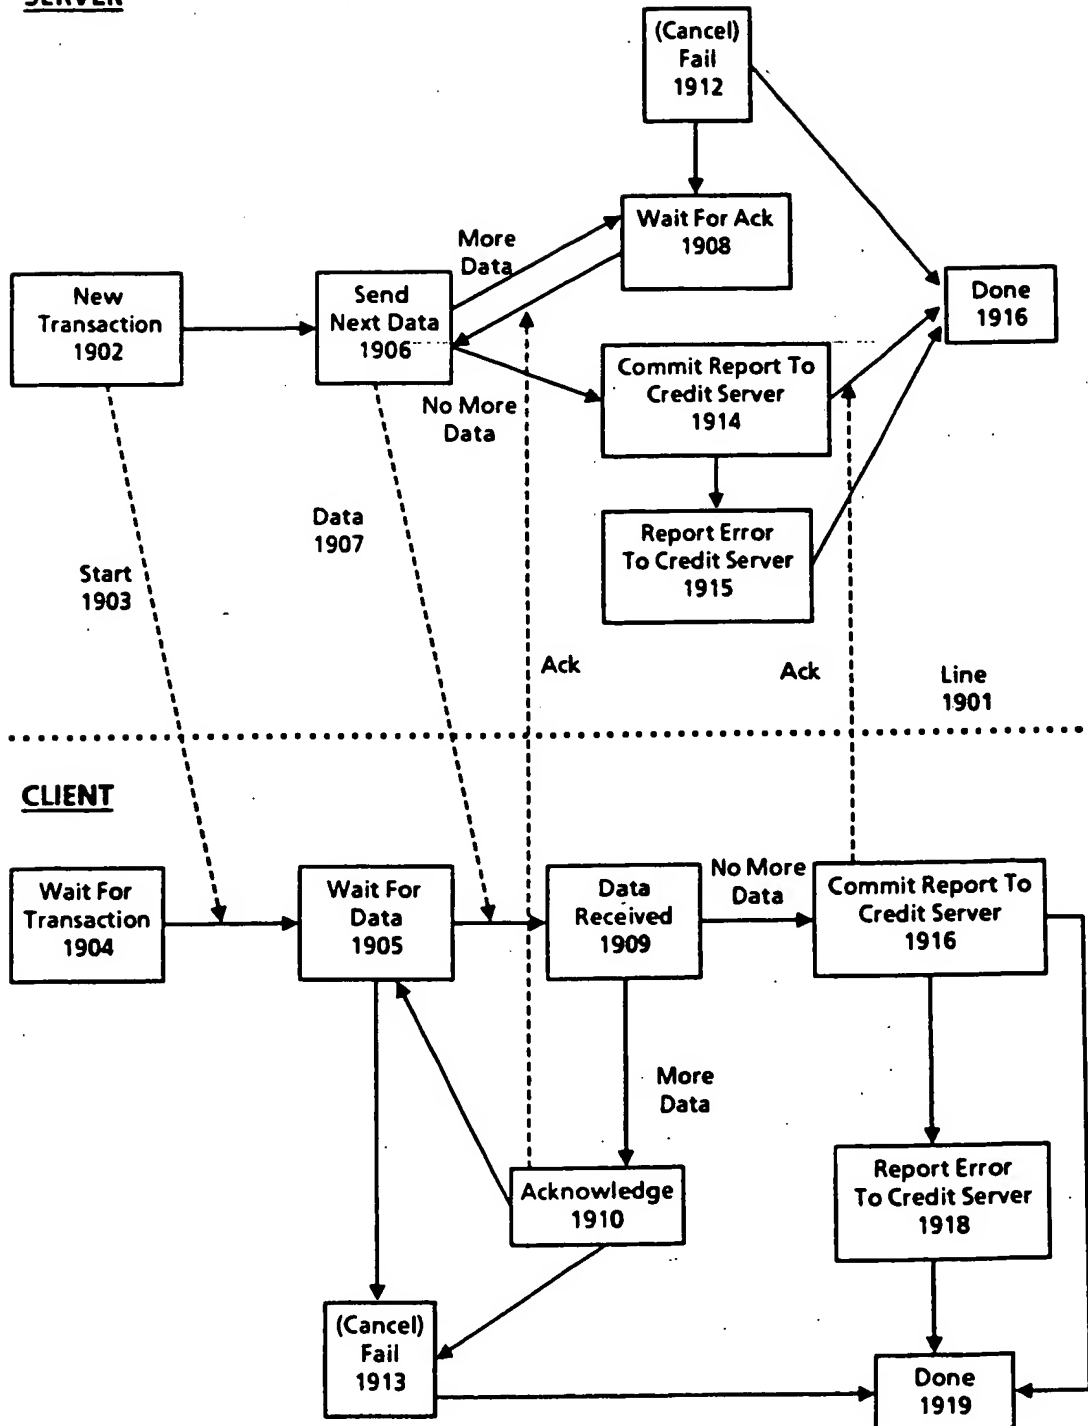 SERVER
(Cancel)
Fail
1912
Wait For Ack
1908
More
Data
New
Transaction
1902
Send
Next Data
1906
Done
1916
Commit Report To
Credit Server
1914
No More
Data
Report Error
To Credit Server
1915
Data
1907
Start
1903
Ack
Ack
Line
1901
CLIENT
Wait For
Transaction
1904
Wait For
Data
1905
Data
Received
1909
No More
Data
Commit Report To
Credit Server
1916
More
Data
Acknowledge
1910
Report Error
To Credit Server
1918
(Cancel)
Fail
1913
Done
1919